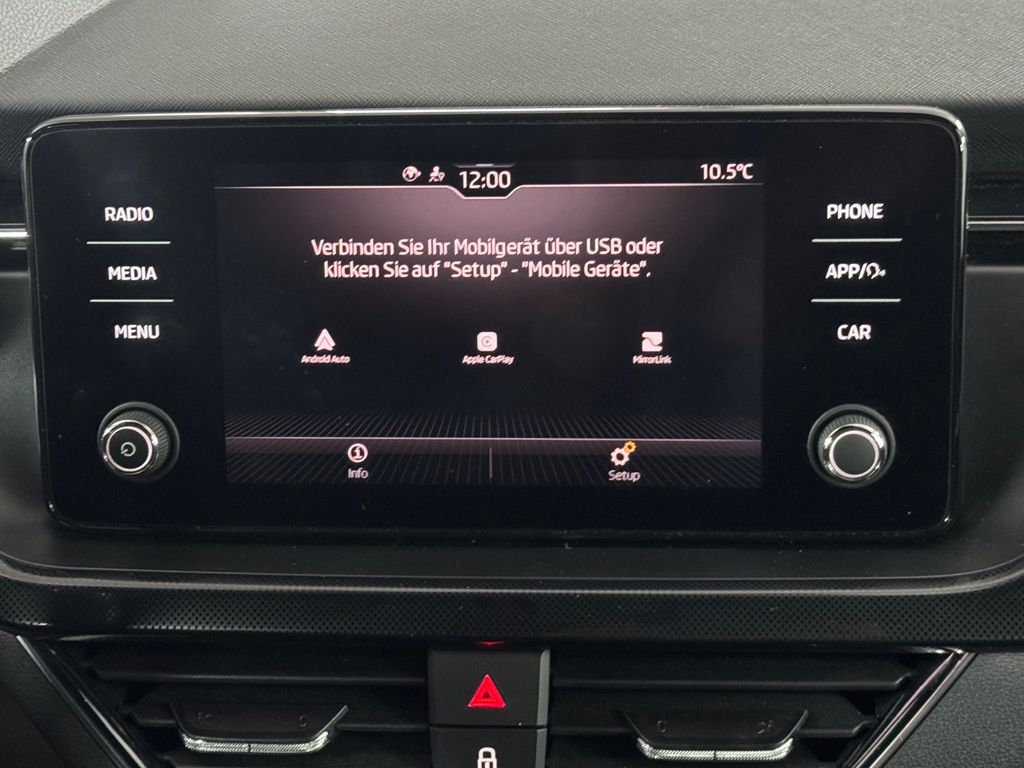 12:00
10,5°C
RADIO
MEDIA
MENU
Verbinden Sie Ihr Mobilgerät über USB oder
klicken Sie auf "Setup" - "Mobile Geräte".
Android Auto
Apple CarPlay
MirrorLink
Info
Setup
PHONE
APP/
CAR